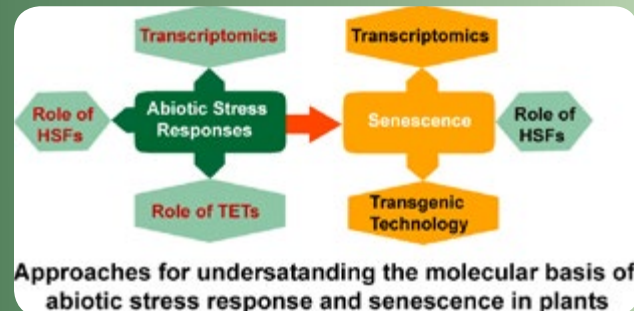 Transcriptomics
Transcriptomics
Role of
HSFs
Abiotic Stress
Responses
Senescence
Role of
HSFs
Role of TETs
Transgenic
Technology
Approaches for undersatanding the molecular basis of
abiotic stress response and senescence in plants